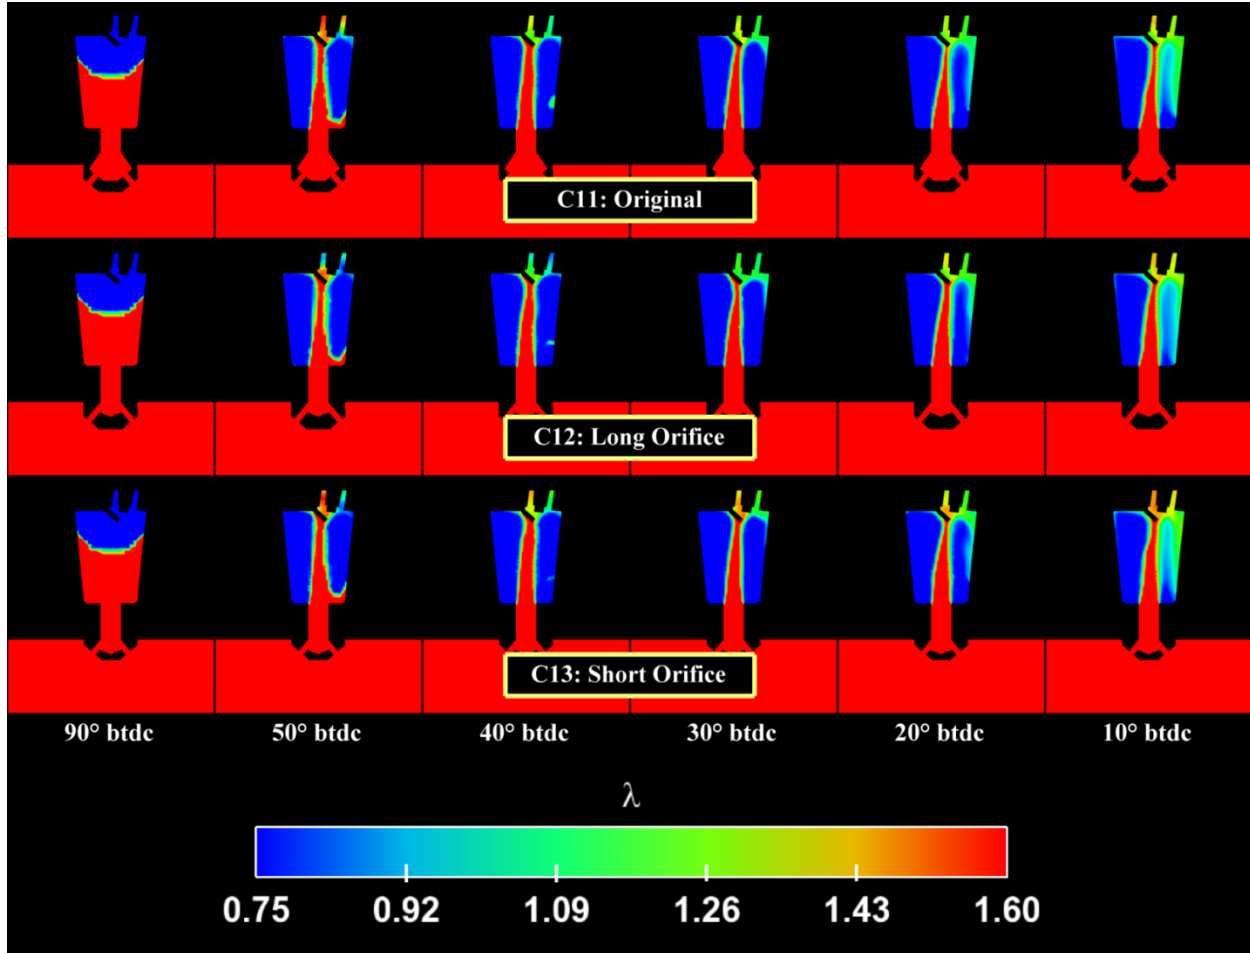 C11: Original
C12: Long Orifice
C13: Short Orifice
90° btdc 50° btdc 40° btdc 30° btdc 20° btdc 10° btdc
λ
0.75 0.92 1.09 1.26 1.43 1.60